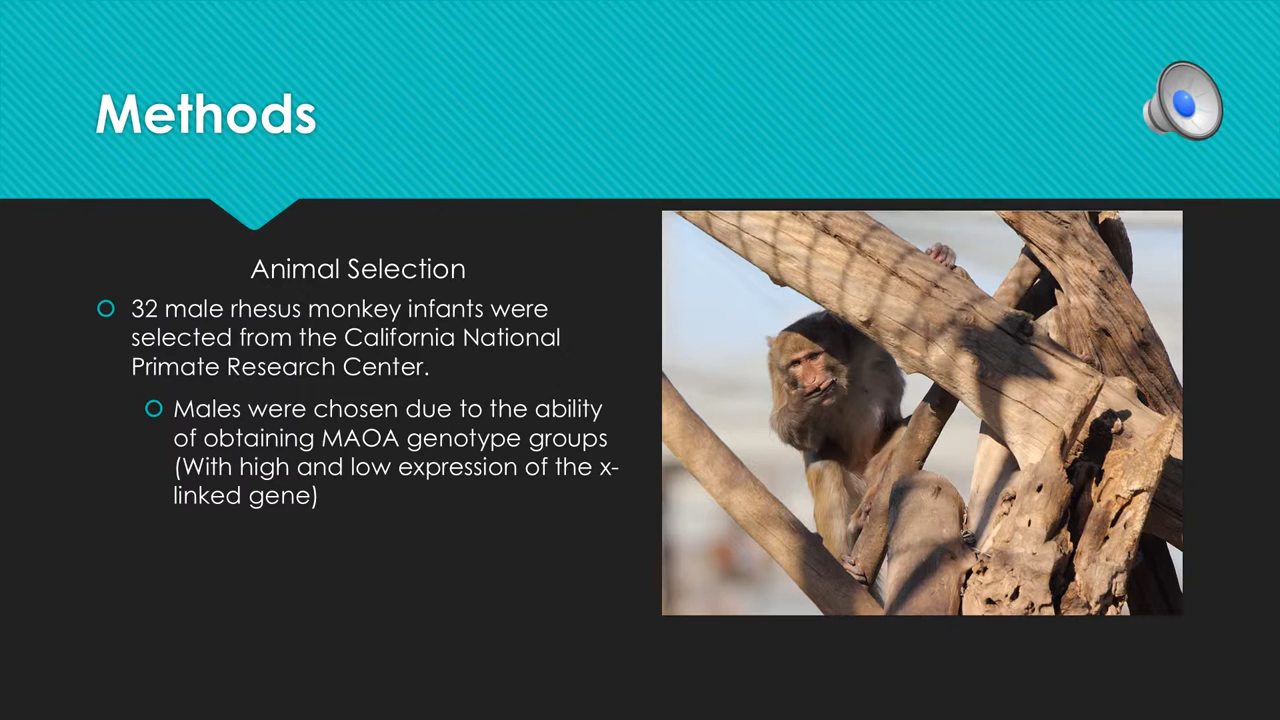 Methods
Animal Selection
32 male rhesus monkey infants were
selected from the California National
Primate Research Center.
Males were chosen due to the ability
of obtaining MAOA genotype groups
(With high and low expression of the x-
linked gene)